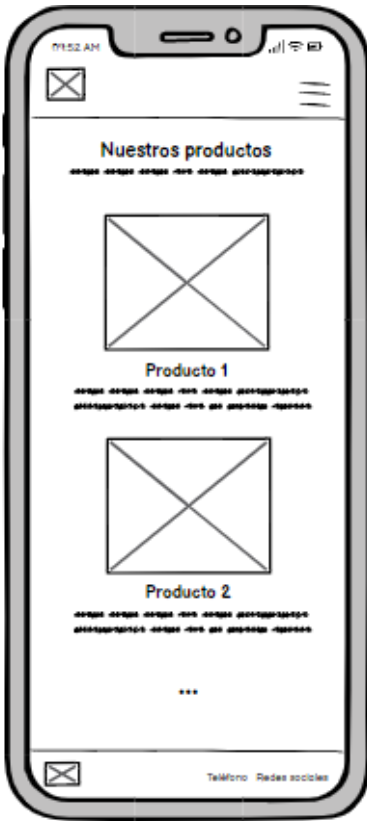 09:52 AM
Nuestros productos
Producto 1
Producto 2
...
Teléfono Redes sociales